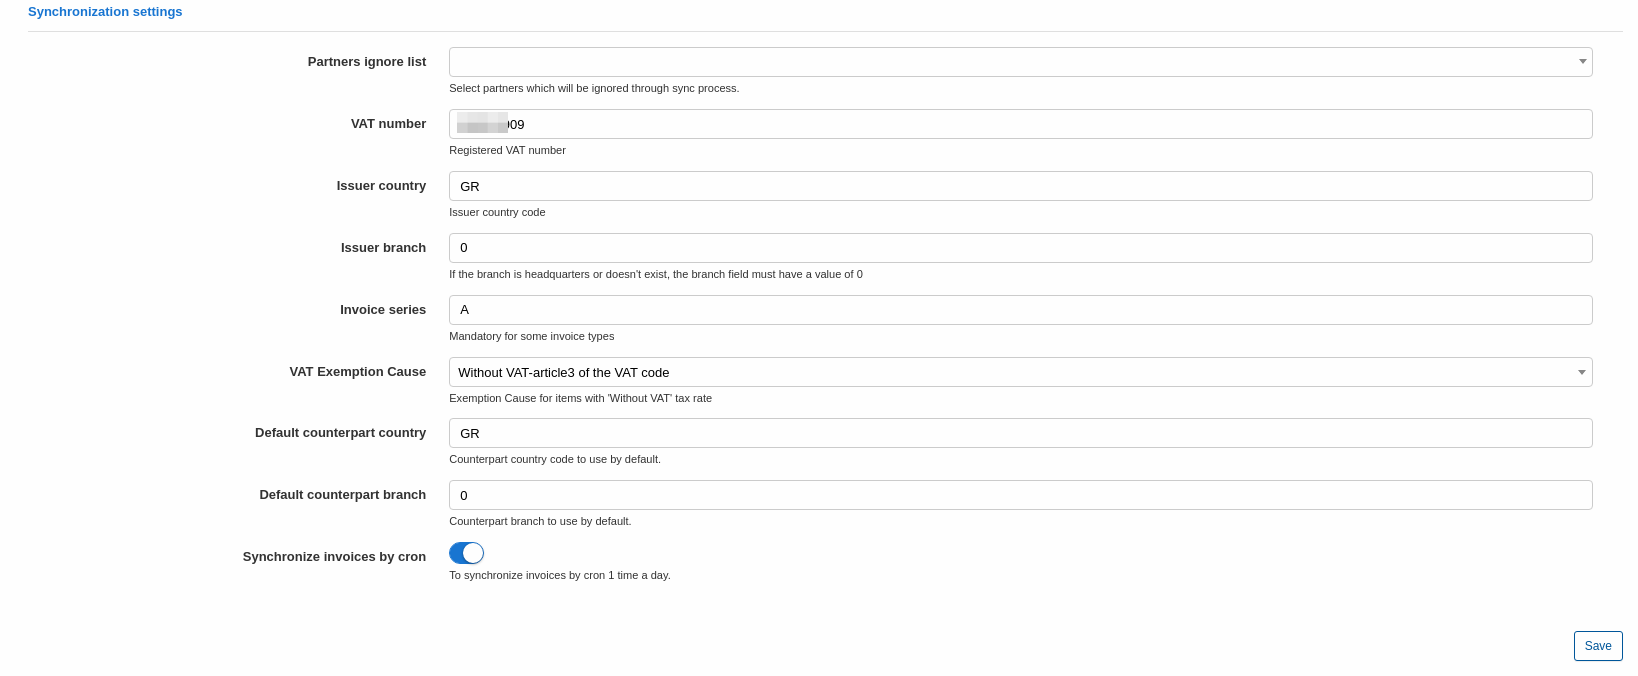 Synchronization settings
Partners ignore list
Select partners which will be ignored through sync process.
VAT number
09
Registered VAT number
Issuer country
GR
Issuer country code
Issuer branch
0
If the branch is headquarters or doesn't exist, the branch field must have a value of 0
Invoice series
A
Mandatory for some invoice types
VAT Exemption Cause
Without VAT-article3 of the VAT code
Exemption Cause for items with 'Without VAT' tax rate
Default counterpart country
GR
Counterpart country code to use by default.
Default counterpart branch
0
Counterpart branch to use by default.
Synchronize invoices by cron
To synchronize invoices by cron 1 time a day.
Save